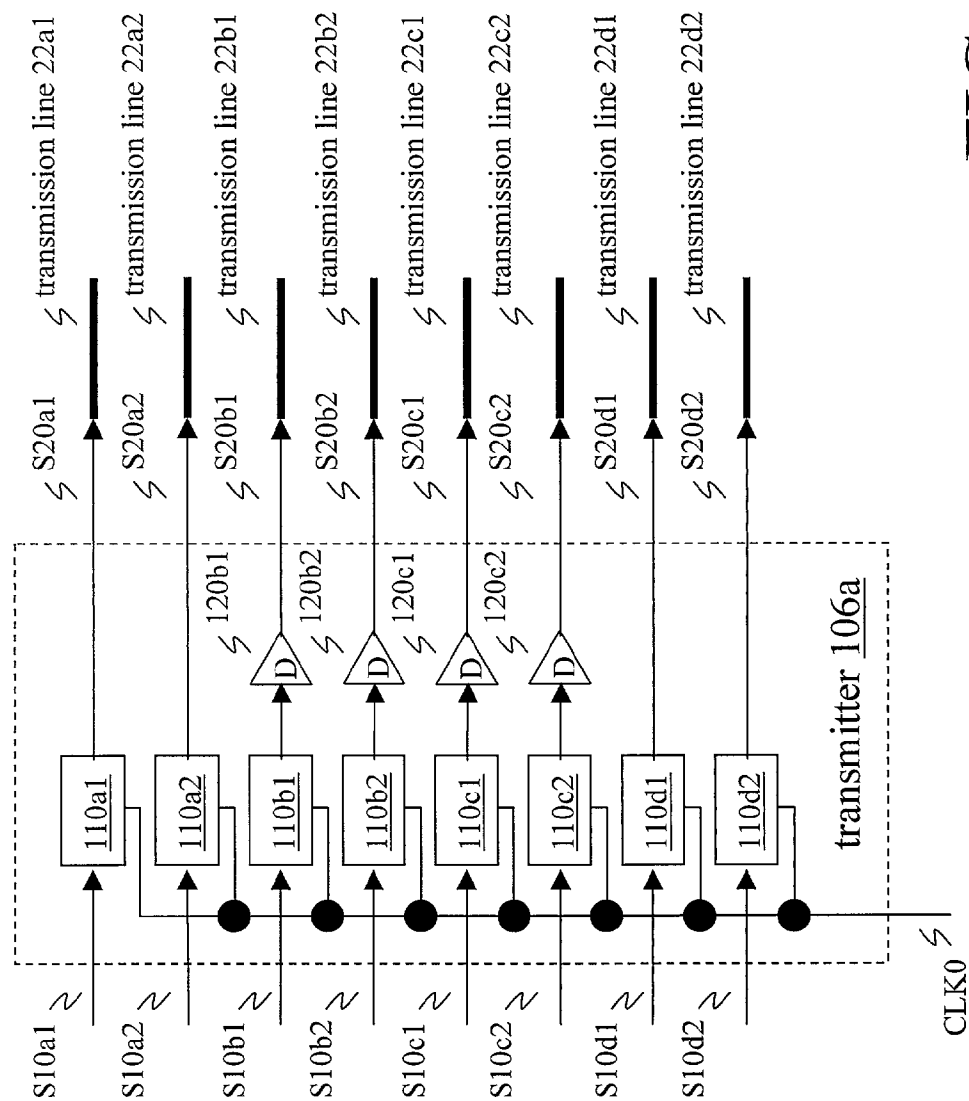 S10a1
110a1
S20a1
transmission line 22a1
S10a2
110a2
S20a2
transmission line 22a2
S10b1
110b1
D
120b1
S20b1
transmission line 22b1
S10b2
110b2
D
120b2
S20b2
transmission line 22b2
S10c1
110c1
D
120c1
S20c1
transmission line 22c1
S10c2
110c2
D
120c2
S20c2
transmission line 22c2
S10d1
110d1
S20d1
transmission line 22d1
S10d2
110d2
S20d2
transmission line 22d2
transmitter 106a
CLK0